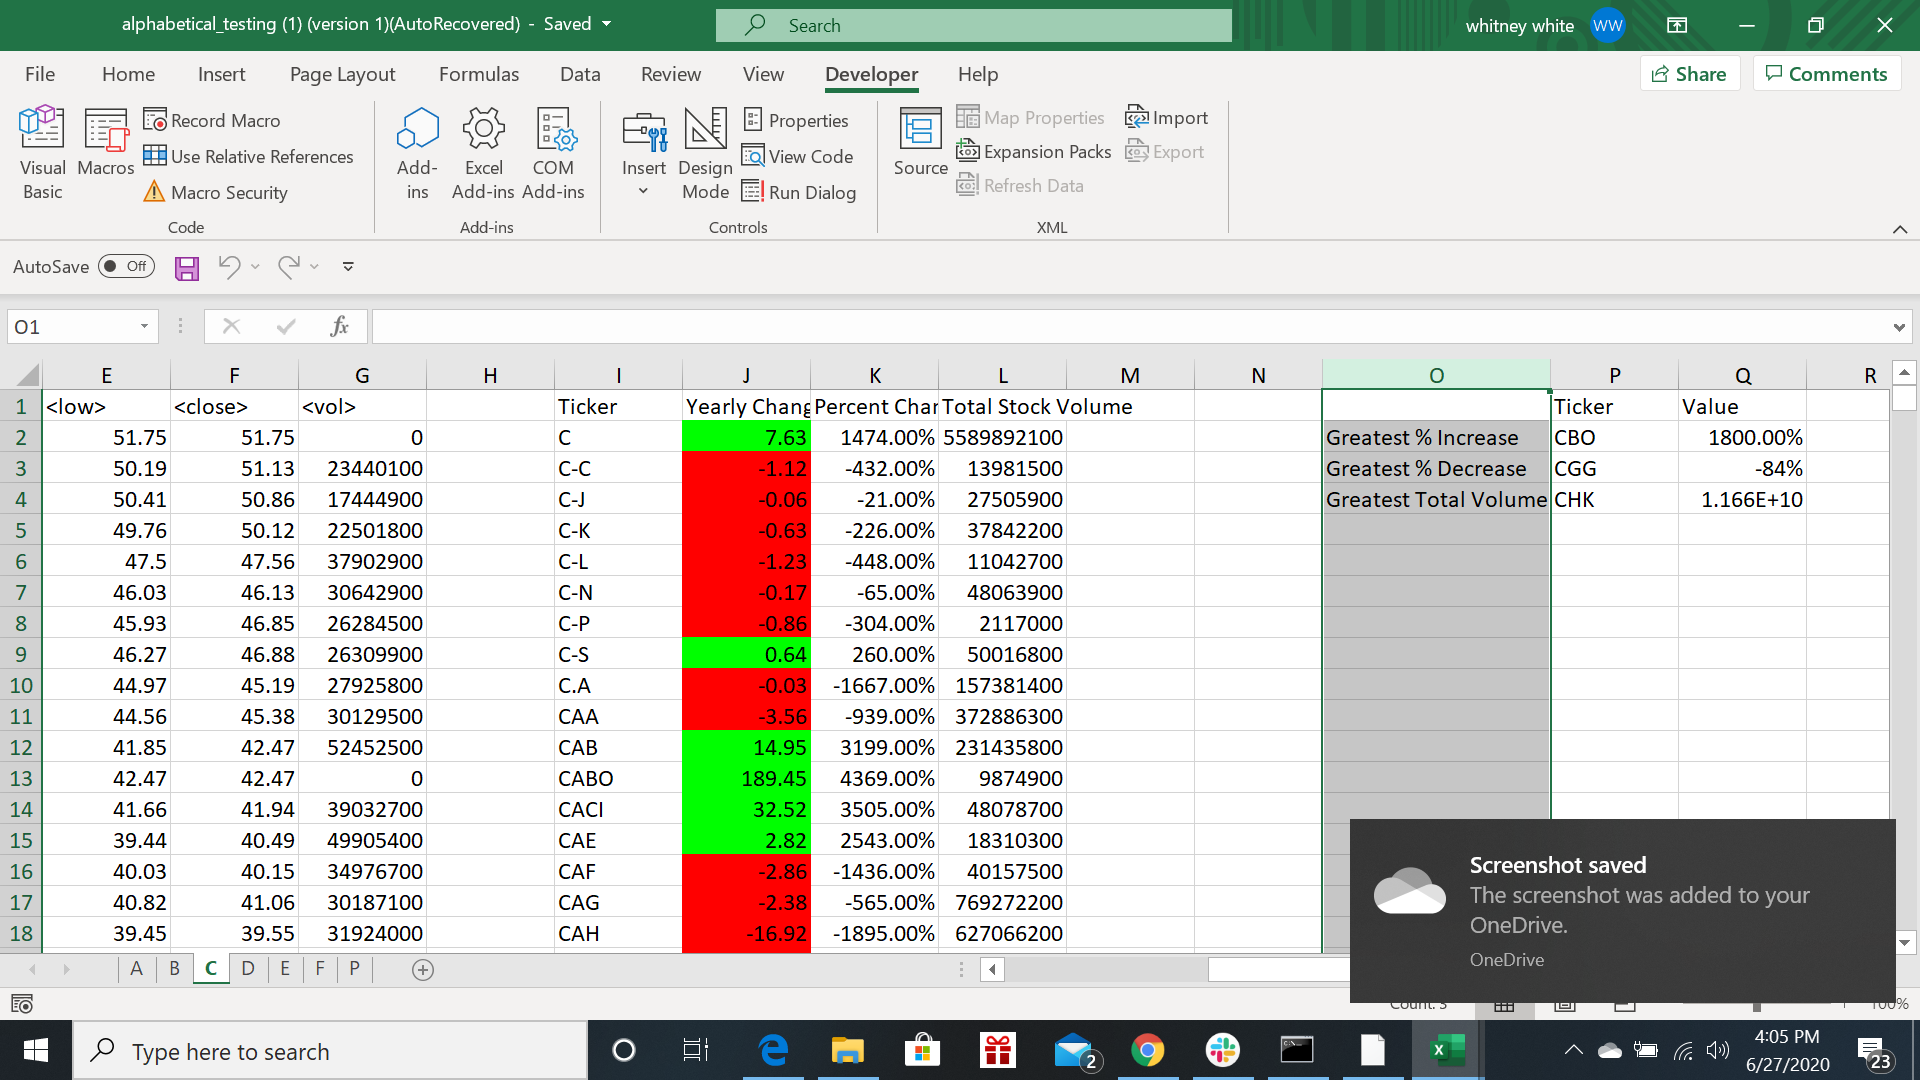 alphabetical_testing (1) (version 1)(AutoRecovered) - Saved
Search
whitney white WW
File Home Insert Page Layout Formulas Data Review View Developer Help
Share Comments
Visual Basic
Macros
Record Macro
Use Relative References
Macro Security
Code
Add-ins
Excel Add-ins
COM Add-ins
Add-ins
Insert
Design Mode
Properties
View Code
Run Dialog
Controls
Source
Map Properties
Expansion Packs
Refresh Data
Import
Export
XML
AutoSave Off
O1 fx
E F G H I J K L M N O P Q R
1 <low> <close> <vol> Ticker Yearly Chang Percent Char Total Stock Volume Ticker Value
2 51.75 51.75 0 C 7.63 1474.00% 5589892100 Greatest % Increase CBO 1800.00%
3 50.19 51.13 23440100 C-C -1.12 -432.00% 13981500 Greatest % Decrease CGG -84%
4 50.41 50.86 17444900 C-J -0.06 -21.00% 27505900 Greatest Total Volume CHK 1.166E+10
5 49.76 50.12 22501800 C-K -0.63 -226.00% 37842200
6 47.5 47.56 37902900 C-L -1.23 -448.00% 11042700
7 46.03 46.13 30642900 C-N -0.17 -65.00% 48063900
8 45.93 46.85 26284500 C-P -0.86 -304.00% 2117000
9 46.27 46.88 26309900 C-S 0.64 260.00% 50016800
10 44.97 45.19 27925800 C.A -0.03 -1667.00% 157381400
11 44.56 45.38 30129500 CAA -3.56 -939.00% 372886300
12 41.85 42.47 52452500 CAB 14.95 3199.00% 231435800
13 42.47 42.47 0 CABO 189.45 4369.00% 9874900
14 41.66 41.94 39032700 CACI 32.52 3505.00% 48078700
15 39.44 40.49 49905400 CAE 2.82 2543.00% 18310300
16 40.03 40.15 34976700 CAF -2.86 -1436.00% 40157500
17 40.82 41.06 30187100 CAG -2.38 -565.00% 769272200
18 39.45 39.55 31924000 CAH -16.92 -1895.00% 627066200
Screenshot saved
The screenshot was added to your
OneDrive.
OneDrive
A B C D E F P
Count: 3 100%
Type here to search
2
4:05 PM
6/27/2020
23